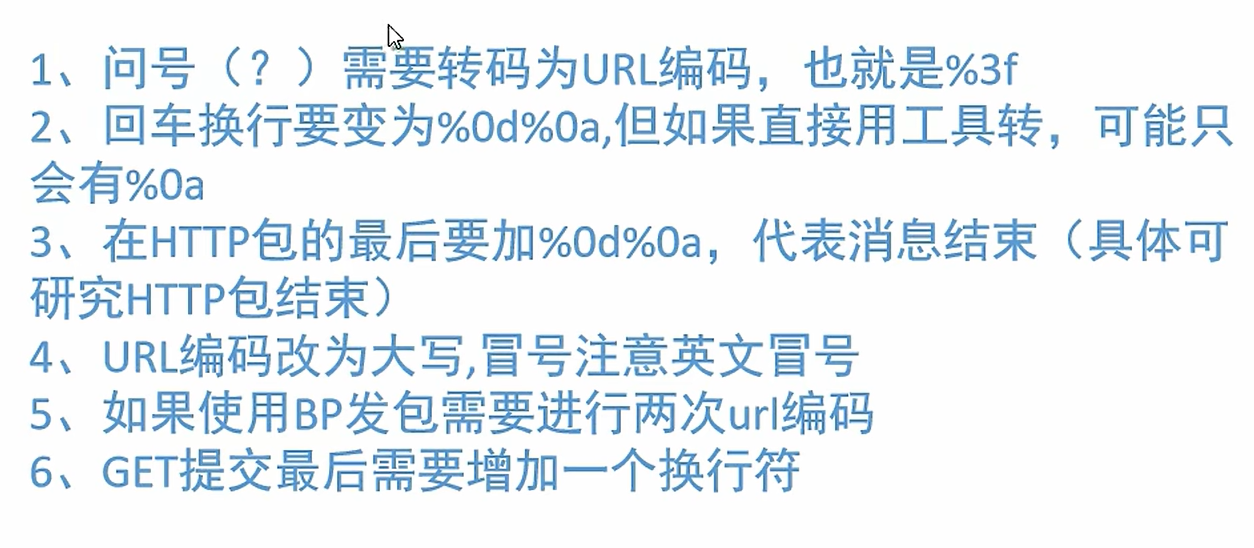 1、问号（？）需要转码为URL编码，也就是%3f
2、回车换行要变为%0d%0a,但如果直接用工具转，可能只
会有%0a
3、在HTTP包的最后要加%0d%0a，代表消息结束（具体可
研究HTTP包结束）
4、URL编码改为大写,冒号注意英文冒号
5、如果使用BP发包需要进行两次url编码
6、GET提交最后需要增加一个换行符